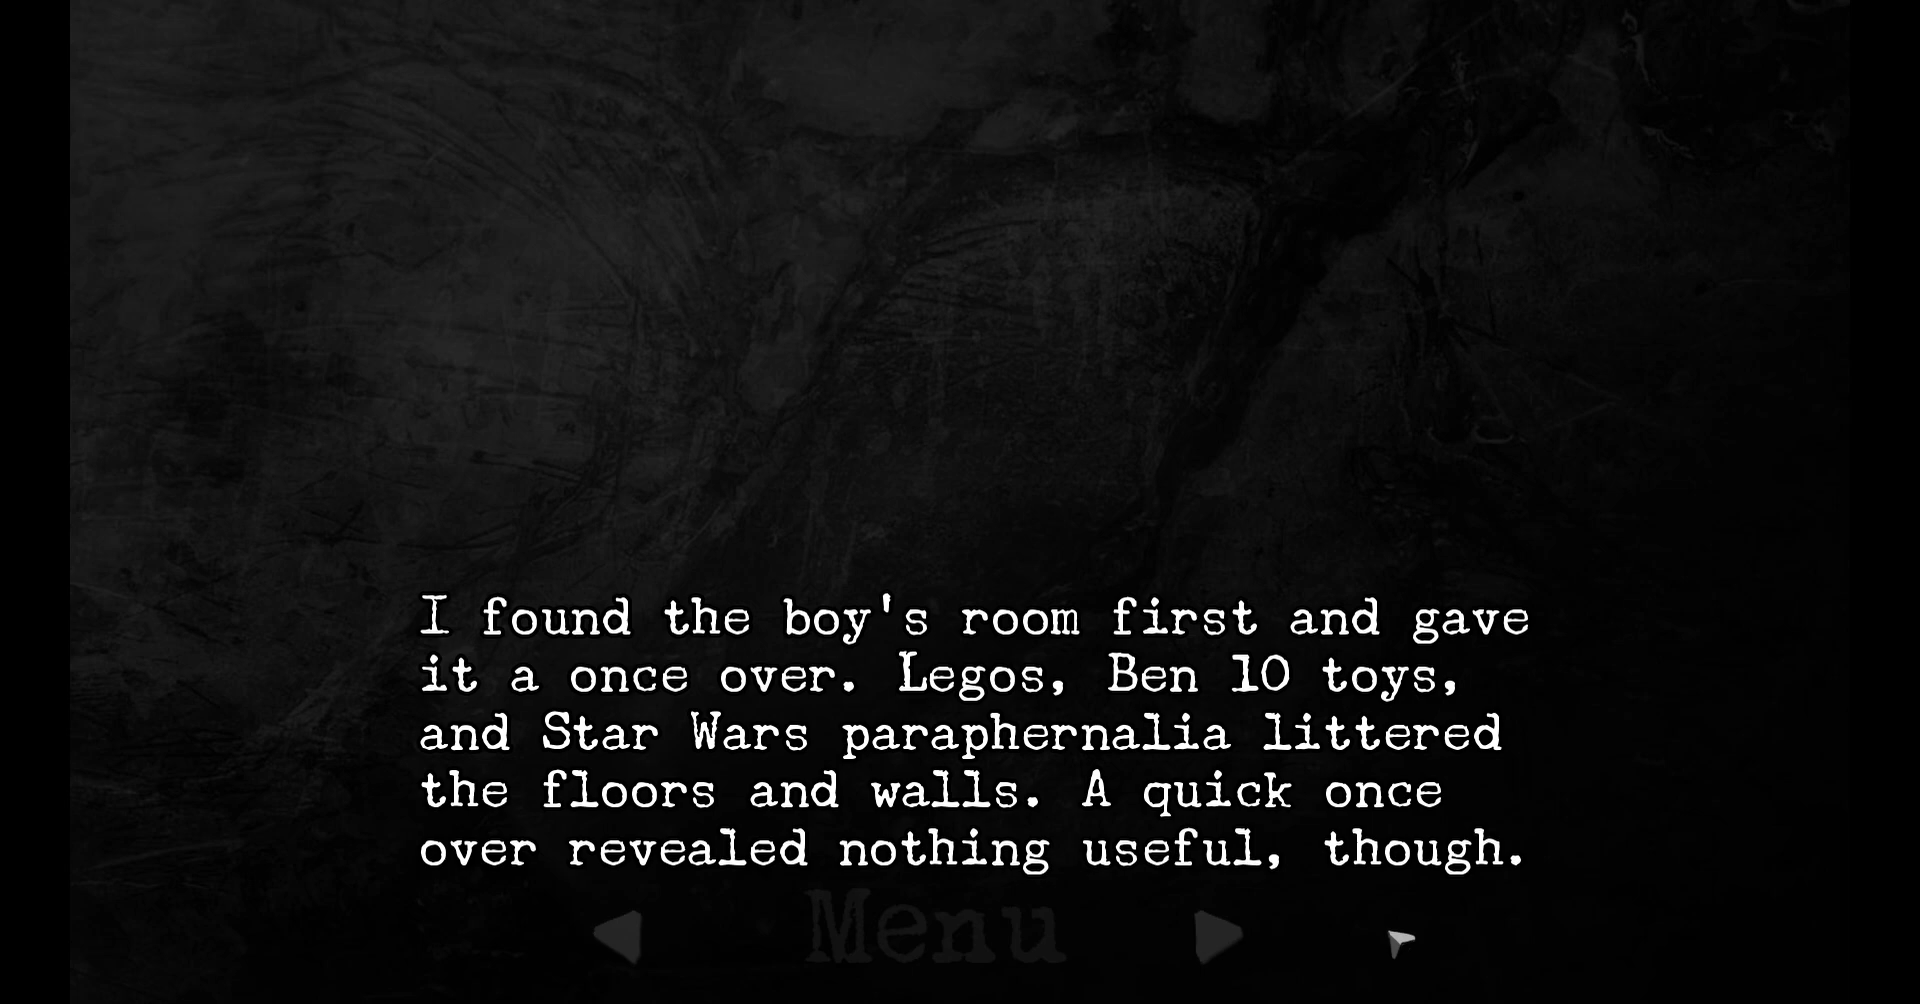 I found the boy's room first and gave
it a once over. Legos, Ben 10 toys,
and Star Wars paraphernalia littered
the floors and walls. A quick once
over revealed nothing useful, though.
Menu